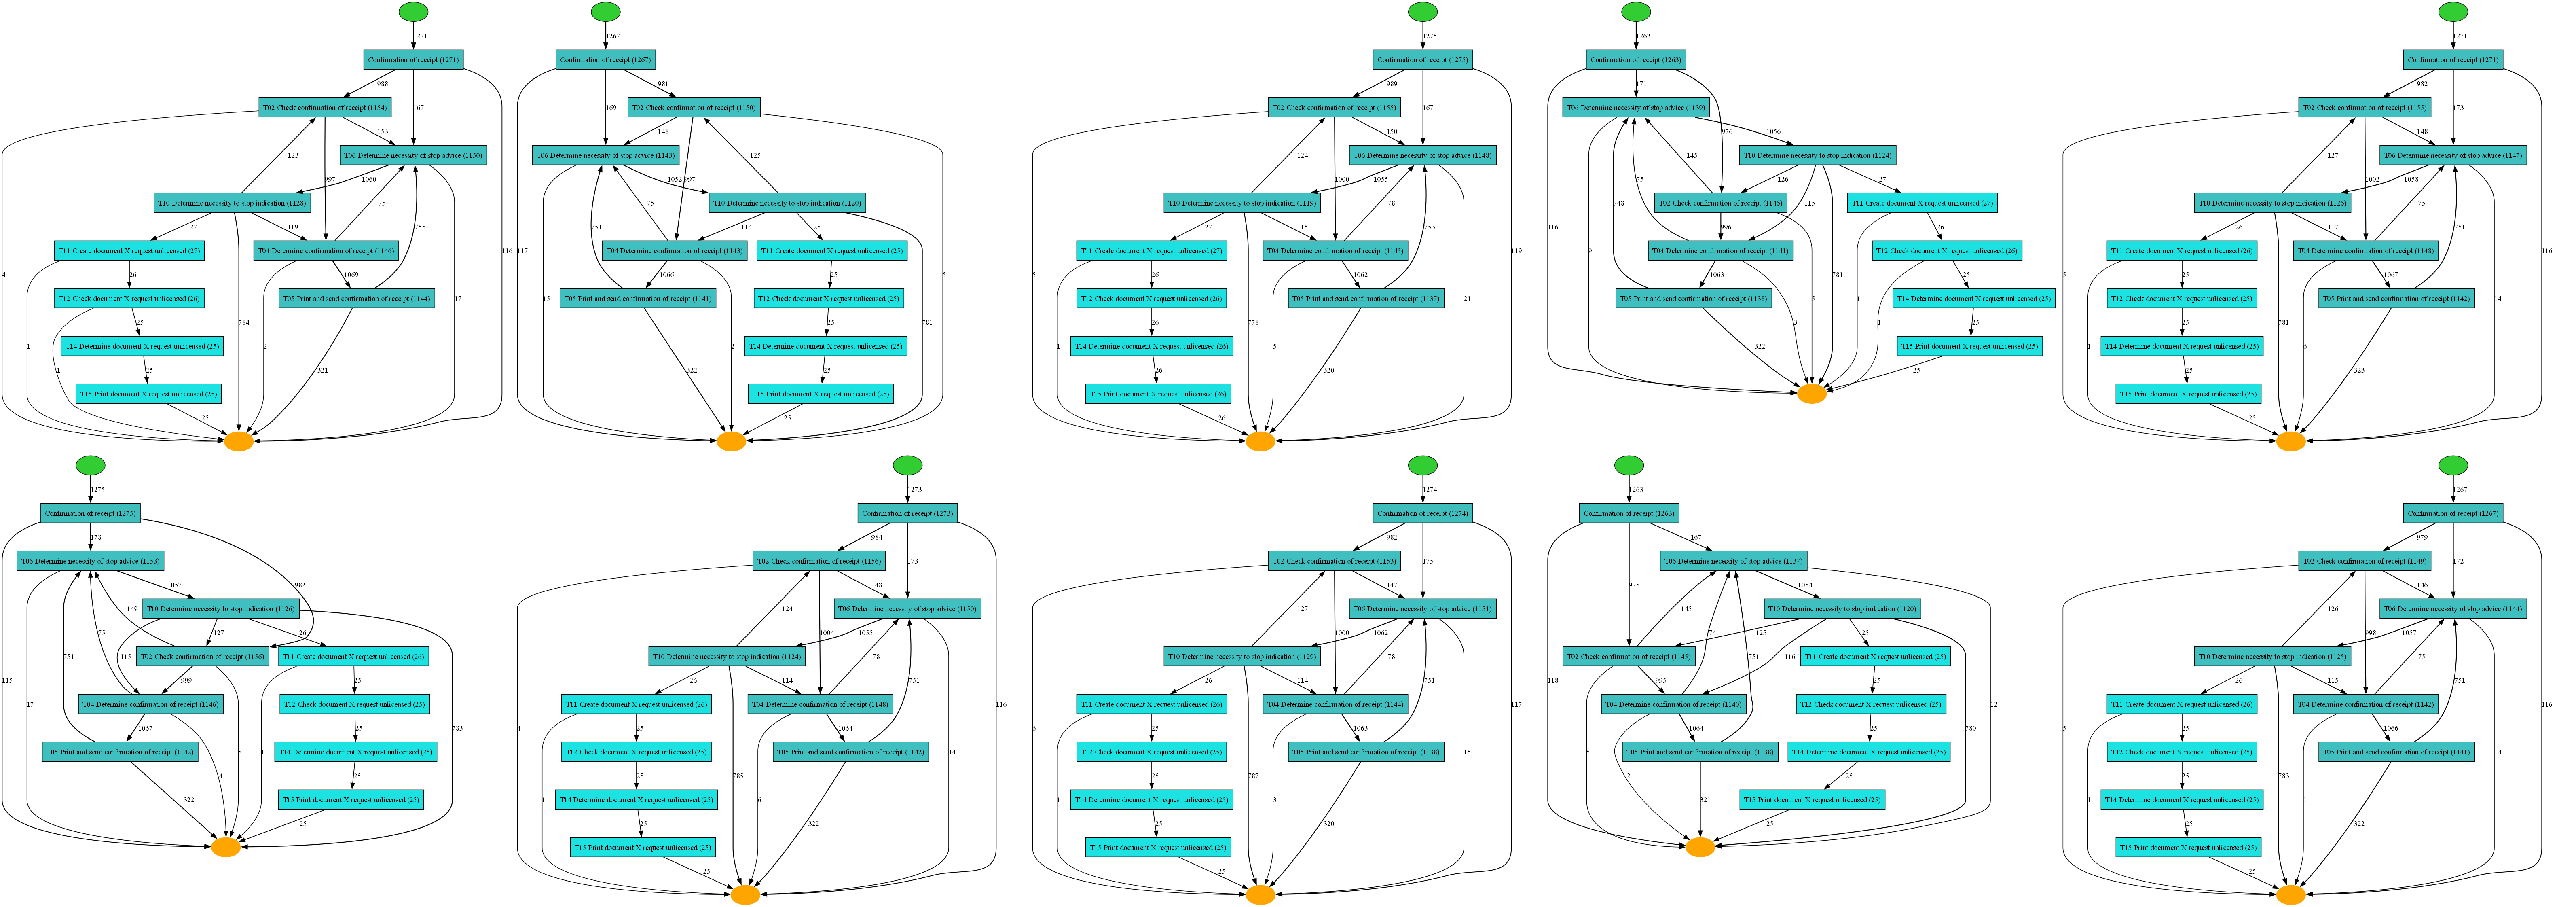 1271
Confirmation of receipt (1271)
988
T02 Check confirmation of receipt (1154)
167
153
T06 Determine necessity of stop advice (1150)
123
997
1060
75
755
T10 Determine necessity to stop indication (1128)
27
119
784
116
T11 Create document X request unlicensed (27)
T04 Determine confirmation of receipt (1146)
4
26
1069
17
T12 Check document X request unlicensed (26)
T05 Print and send confirmation of receipt (1144)
1
25
2
321
T14 Determine document X request unlicensed (25)
1
25
T15 Print document X request unlicensed (25)
25
1267
Confirmation of receipt (1267)
981
169
T02 Check confirmation of receipt (1150)
148
T06 Determine necessity of stop advice (1143)
125
997
1052
75
751
T10 Determine necessity to stop indication (1120)
114
25
117
T04 Determine confirmation of receipt (1143)
T11 Create document X request unlicensed (25)
15
1066
25
5
T05 Print and send confirmation of receipt (1141)
T12 Check document X request unlicensed (25)
2
25
781
T14 Determine document X request unlicensed (25)
322
25
T15 Print document X request unlicensed (25)
25
1275
Confirmation of receipt (1275)
989
T02 Check confirmation of receipt (1155)
167
150
T06 Determine necessity of stop advice (1148)
124
1000
1055
78
753
T10 Determine necessity to stop indication (1119)
27
115
778
119
T11 Create document X request unlicensed (27)
T04 Determine confirmation of receipt (1145)
5
26
1062
21
T12 Check document X request unlicensed (26)
T05 Print and send confirmation of receipt (1137)
1
26
5
320
T14 Determine document X request unlicensed (26)
26
T15 Print document X request unlicensed (26)
26
1263
Confirmation of receipt (1263)
171
T06 Determine necessity of stop advice (1139)
976
1056
145
T10 Determine necessity to stop indication (1124)
75
748
126
115
27
T02 Check confirmation of receipt (1146)
T11 Create document X request unlicensed (27)
116
9
996
26
T04 Determine confirmation of receipt (1141)
T12 Check document X request unlicensed (26)
781
1063
25
T05 Print and send confirmation of receipt (1138)
5
1
T14 Determine document X request unlicensed (25)
3
1
25
322
T15 Print document X request unlicensed (25)
25
1271
Confirmation of receipt (1271)
982
T02 Check confirmation of receipt (1155)
173
148
T06 Determine necessity of stop advice (1147)
127
1002
1058
75
751
T10 Determine necessity to stop indication (1126)
26
117
781
116
T11 Create document X request unlicensed (26)
T04 Determine confirmation of receipt (1148)
5
25
1067
14
T12 Check document X request unlicensed (25)
T05 Print and send confirmation of receipt (1142)
1
25
6
323
T14 Determine document X request unlicensed (25)
25
T15 Print document X request unlicensed (25)
25
1275
Confirmation of receipt (1275)
178
T06 Determine necessity of stop advice (1153)
982
1057
149
T10 Determine necessity to stop indication (1126)
75
751
127
115
26
T02 Check confirmation of receipt (1156)
T11 Create document X request unlicensed (26)
115
17
999
25
T04 Determine confirmation of receipt (1146)
T12 Check document X request unlicensed (25)
783
1067
25
T05 Print and send confirmation of receipt (1142)
8
1
T14 Determine document X request unlicensed (25)
4
25
322
T15 Print document X request unlicensed (25)
25
1273
Confirmation of receipt (1273)
984
T02 Check confirmation of receipt (1156)
173
148
T06 Determine necessity of stop advice (1150)
124
1004
1055
78
751
T10 Determine necessity to stop indication (1124)
26
114
785
116
T11 Create document X request unlicensed (26)
T04 Determine confirmation of receipt (1148)
4
25
1064
14
T12 Check document X request unlicensed (25)
T05 Print and send confirmation of receipt (1142)
1
25
6
322
T14 Determine document X request unlicensed (25)
25
T15 Print document X request unlicensed (25)
25
1274
Confirmation of receipt (1274)
982
T02 Check confirmation of receipt (1153)
175
147
T06 Determine necessity of stop advice (1151)
127
1000
1062
78
751
T10 Determine necessity to stop indication (1129)
26
114
787
117
T11 Create document X request unlicensed (26)
T04 Determine confirmation of receipt (1144)
6
25
1063
15
T12 Check document X request unlicensed (25)
T05 Print and send confirmation of receipt (1138)
1
25
3
320
T14 Determine document X request unlicensed (25)
25
T15 Print document X request unlicensed (25)
25
1263
Confirmation of receipt (1263)
167
T06 Determine necessity of stop advice (1137)
978
1054
145
T10 Determine necessity to stop indication (1120)
74
751
125
116
25
T02 Check confirmation of receipt (1145)
T11 Create document X request unlicensed (25)
118
995
25
12
T04 Determine confirmation of receipt (1140)
T12 Check document X request unlicensed (25)
780
1064
25
5
T05 Print and send confirmation of receipt (1138)
T14 Determine document X request unlicensed (25)
2
25
321
T15 Print document X request unlicensed (25)
25
1267
Confirmation of receipt (1267)
979
T02 Check confirmation of receipt (1149)
172
146
T06 Determine necessity of stop advice (1144)
126
998
1057
75
751
T10 Determine necessity to stop indication (1125)
26
115
783
116
T11 Create document X request unlicensed (26)
T04 Determine confirmation of receipt (1142)
5
25
1066
14
T12 Check document X request unlicensed (25)
T05 Print and send confirmation of receipt (1141)
1
25
1
322
T14 Determine document X request unlicensed (25)
25
T15 Print document X request unlicensed (25)
25